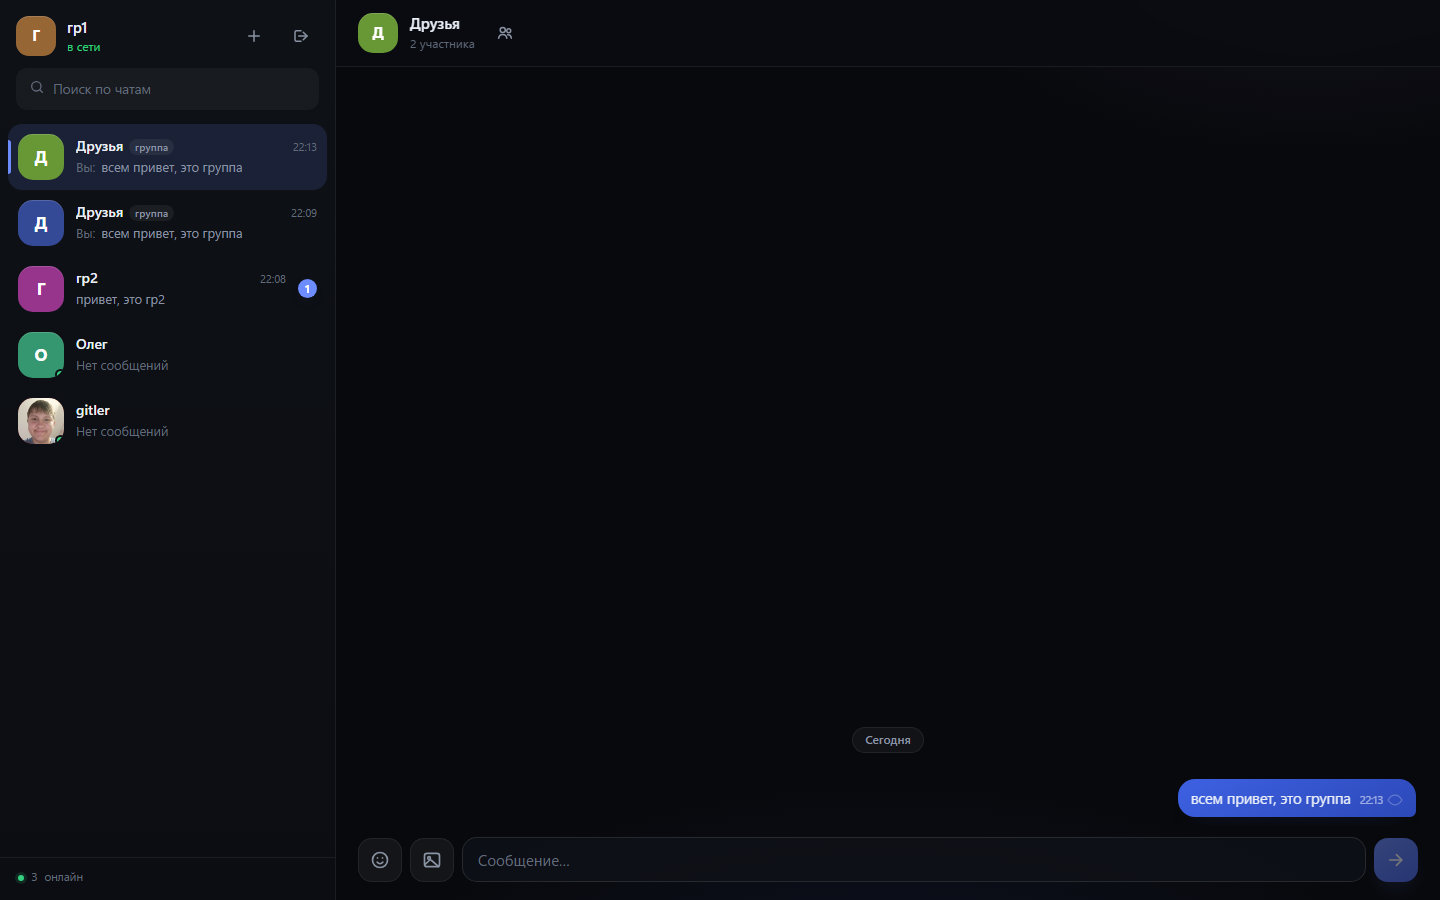 Г
гр1
в сети
Поиск по чатам
Д
Друзья группа 22:13
Вы: всем привет, это группа
Д
Друзья группа 22:09
Вы: всем привет, это группа
Г
гр2 22:08
привет, это гр2 1
О
Олег
Нет сообщений
gitler
Нет сообщений
3 онлайн
Д
Друзья
2 участника
Сегодня
всем привет, это группа 22:13
Сообщение...